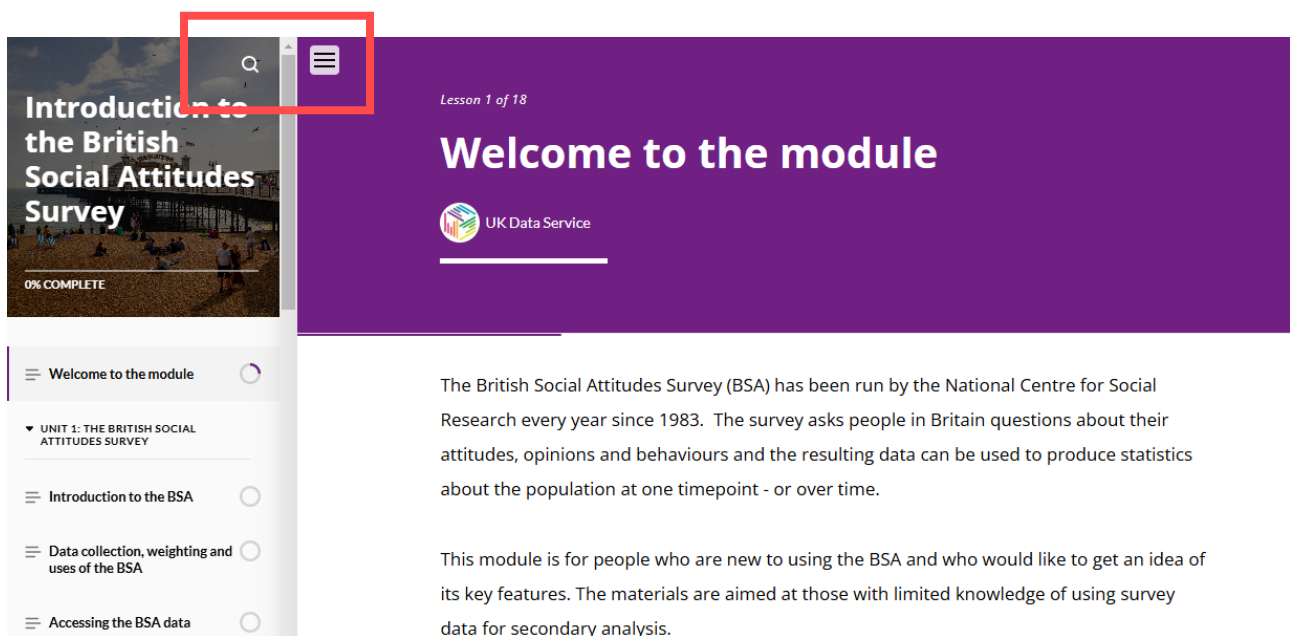 Introduction to
the British
Social Attitudes
Survey
0% COMPLETE
Welcome to the module
UNIT 1: THE BRITISH SOCIAL
ATTITUDES SURVEY
Introduction to the BSA
Data collection, weighting and
uses of the BSA
Accessing the BSA data
Lesson 1 of 18
Welcome to the module
UK Data Service
The British Social Attitudes Survey (BSA) has been run by the National Centre for Social
Research every year since 1983.  The survey asks people in Britain questions about their
attitudes, opinions and behaviours and the resulting data can be used to produce statistics
about the population at one timepoint - or over time.
This module is for people who are new to using the BSA and who would like to get an idea of
its key features. The materials are aimed at those with limited knowledge of using survey
data for secondary analysis.